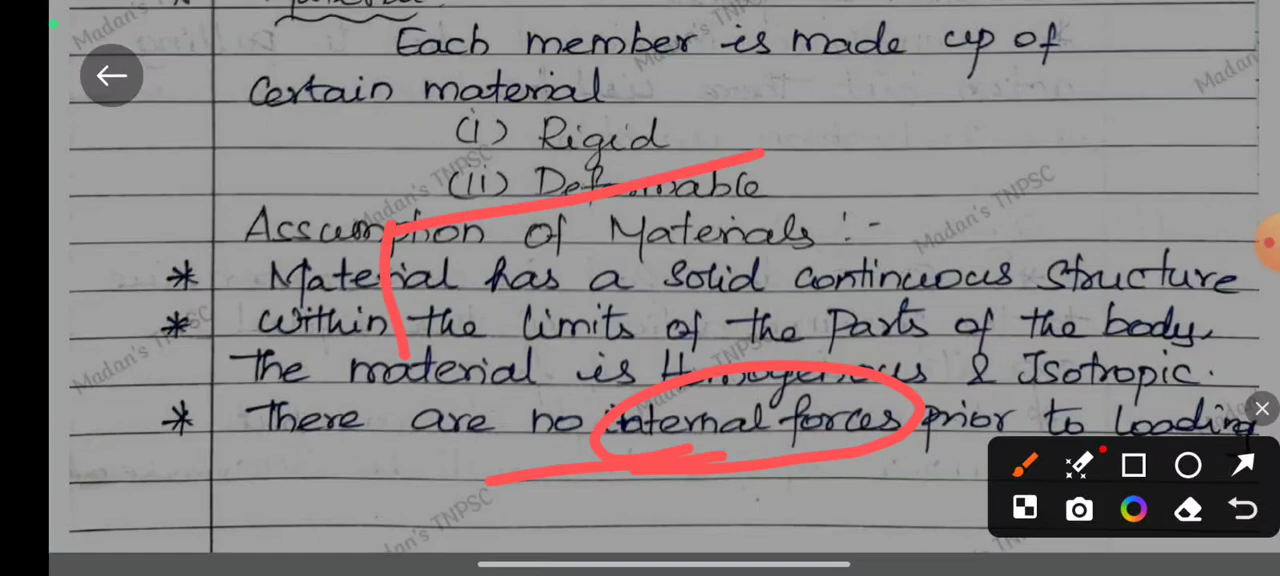 Each member is made up of
Certain material
(i) Rigid
(ii) Deformable
Assumption of Materials :-
* Material has a solid continuous structure
* within the limits of the parts of the body.
The material is Homogeneous & Isotropic.
* There are no internal forces prior to loading
Madan's TNPSC